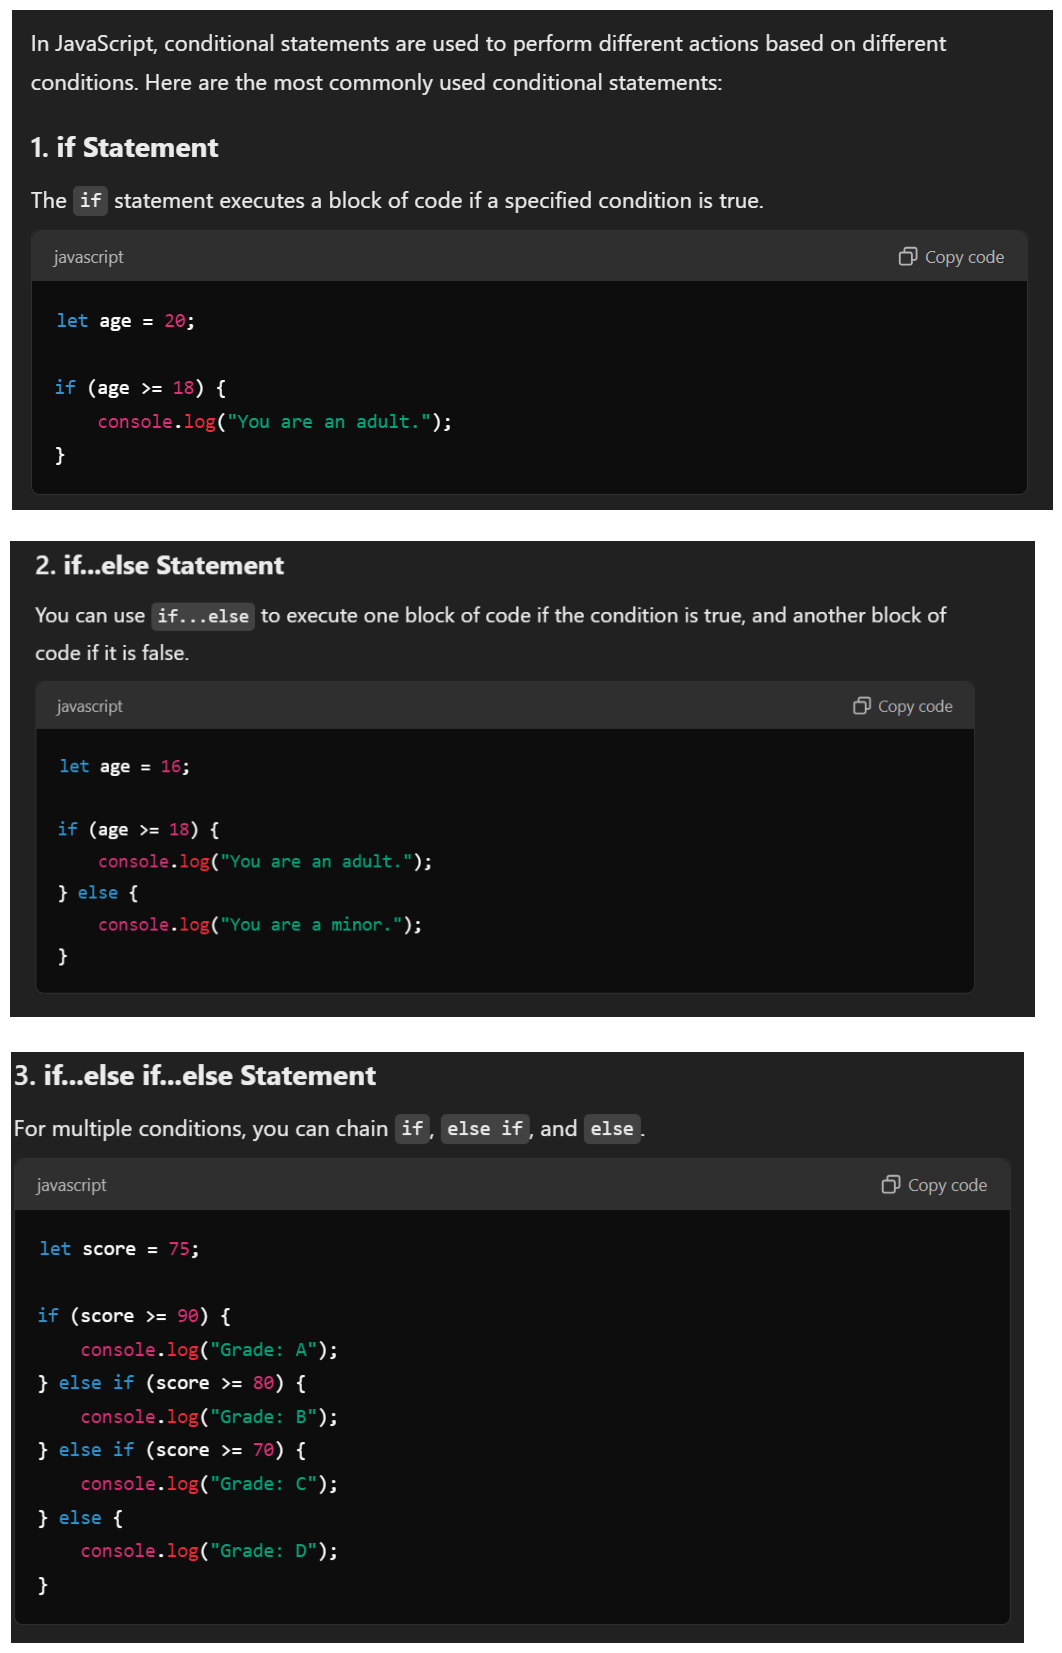 In JavaScript, conditional statements are used to perform different actions based on different
conditions. Here are the most commonly used conditional statements:
1. if Statement
The if statement executes a block of code if a specified condition is true.
javascript Copy code
let age = 20;
if (age >= 18) {
    console.log("You are an adult.");
}
2. if...else Statement
You can use if...else to execute one block of code if the condition is true, and another block of
code if it is false.
javascript Copy code
let age = 16;
if (age >= 18) {
    console.log("You are an adult.");
} else {
    console.log("You are a minor.");
}
3. if...else if...else Statement
For multiple conditions, you can chain if, else if, and else.
javascript Copy code
let score = 75;
if (score >= 90) {
    console.log("Grade: A");
} else if (score >= 80) {
    console.log("Grade: B");
} else if (score >= 70) {
    console.log("Grade: C");
} else {
    console.log("Grade: D");
}